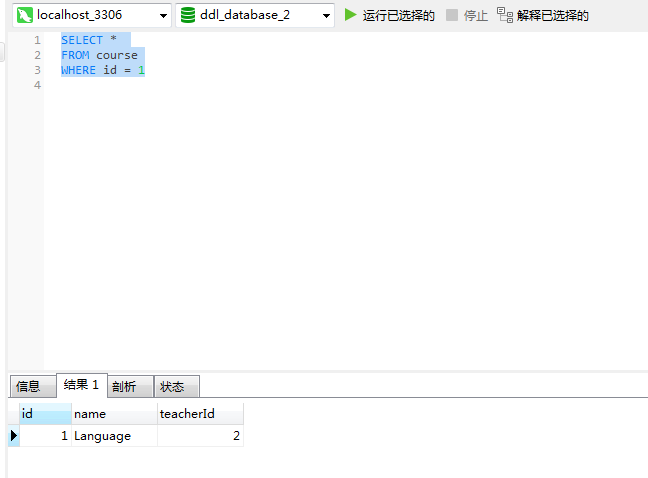 localhost_3306 ddl_database_2 运行已选择的 停止 解释已选择的
1 SELECT *
2 FROM course
3 WHERE id = 1
4
信息 结果 1 剖析 状态
id name teacherId
1 Language 2